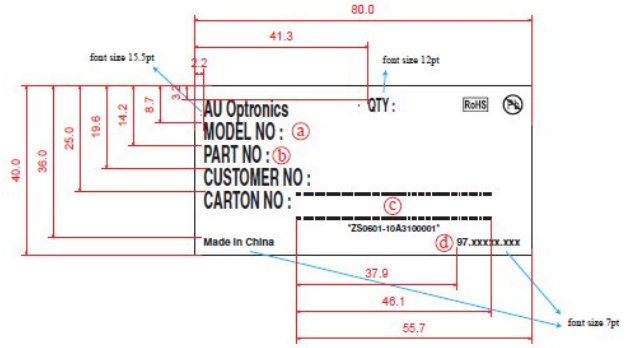 80.0
41.3
font size 15.5pt
font size 12pt
2.2
3.2
8.7
14.2
19.6
25.0
36.0
40.0
AU Optronics QTY : RoHS Pb
MODEL NO : ⓐ
PART NO : ⓑ
CUSTOMER NO :
CARTON NO : ⓒ
"ZS0601-10A3100001"
Made in China ⓓ 97.xxxxx.xxx
37.9
46.1
55.7
font size 7pt